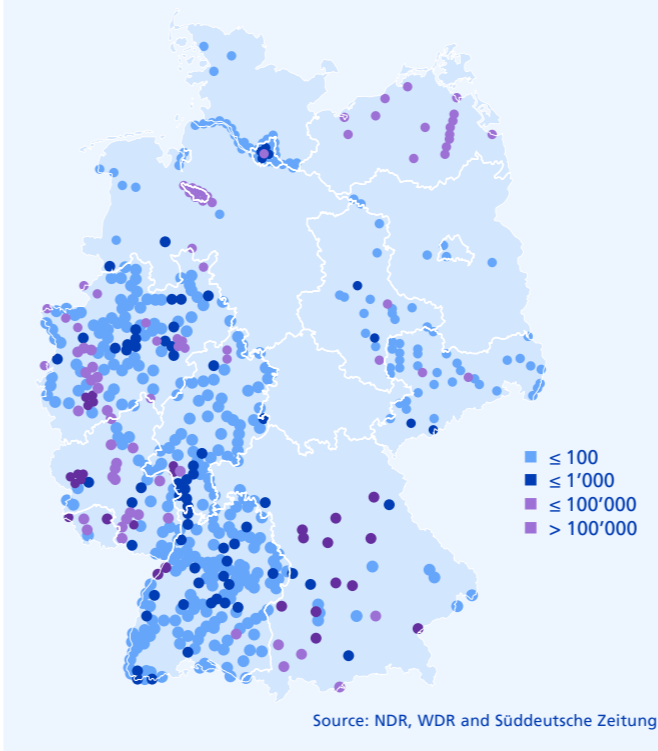 ≤ 100
≤ 1’000
≤ 100’000
> 100’000
Source: NDR, WDR and Süddeutsche Zeitung